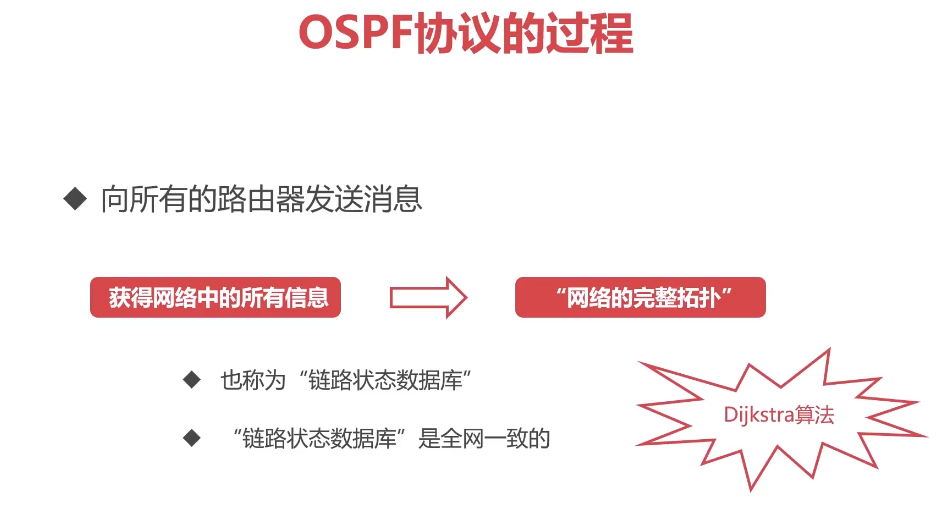 OSPF协议的过程
向所有的路由器发送消息
获得网络中的所有信息
“网络的完整拓扑”
也称为“链路状态数据库”
“链路状态数据库”是全网一致的
Dijkstra算法